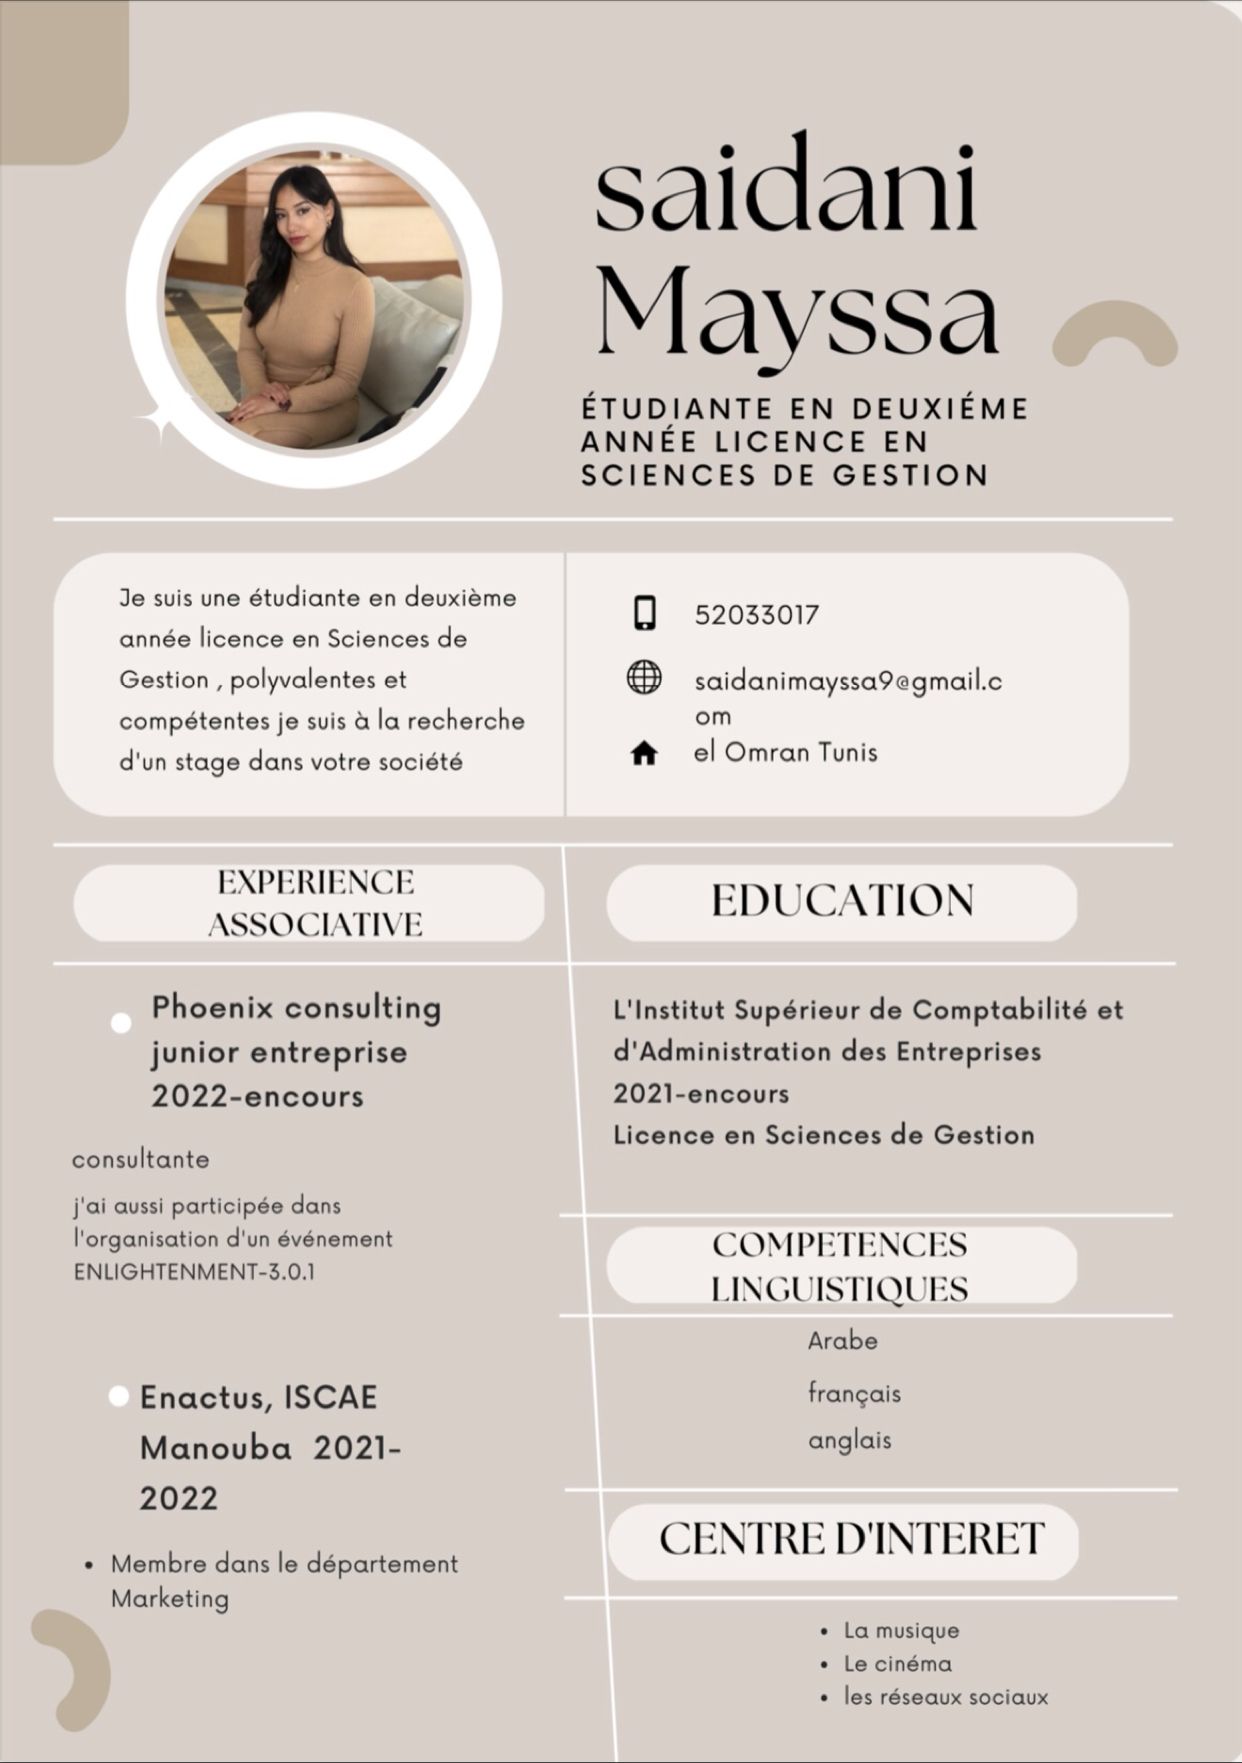 saidani
Mayssa
ÉTUDIANTE EN DEUXIÉME
ANNÉE LICENCE EN
SCIENCES DE GESTION
Je suis une étudiante en deuxième
année licence en Sciences de
Gestion , polyvalentes et
compétentes je suis à la recherche
d'un stage dans votre société
52033017
saidanimayssa9@gmail.c
om
el Omran Tunis
EXPERIENCE
ASSOCIATIVE
Phoenix consulting
junior entreprise
2022-encours
consultante
j'ai aussi participée dans
l'organisation d'un événement
ENLIGHTENMENT-3.0.1
Enactus, ISCAE
Manouba 2021-
2022
• Membre dans le département
Marketing
EDUCATION
L'Institut Supérieur de Comptabilité et
d'Administration des Entreprises
2021-encours
Licence en Sciences de Gestion
COMPETENCES
LINGUISTIQUES
Arabe
français
anglais
CENTRE D'INTERET
• La musique
• Le cinéma
• les réseaux sociaux